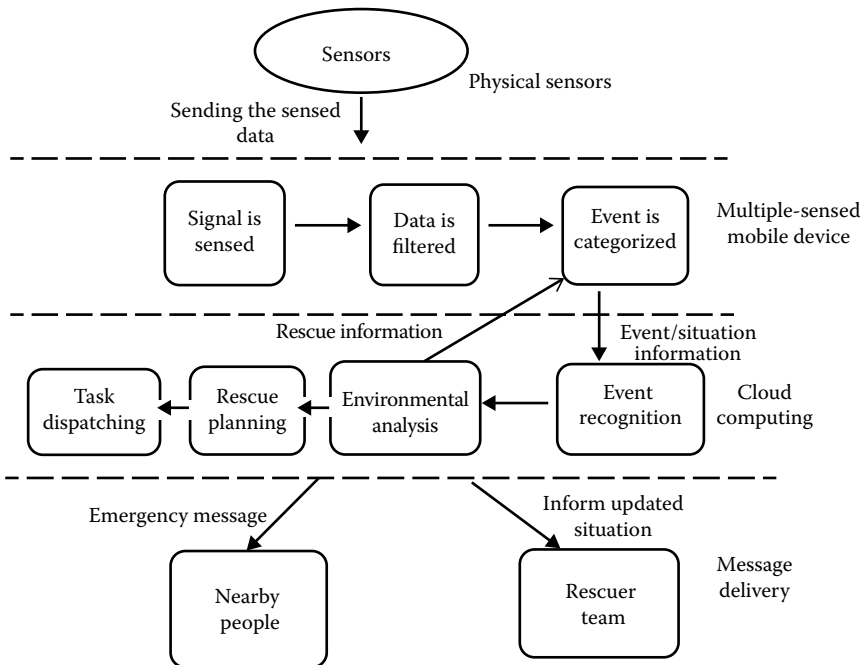 Sensors
Physical sensors
Sending the sensed
data
Signal is
sensed
Data is
filtered
Event is
categorized
Multiple-sensed
mobile device
Rescue information
Event/situation
information
Task
dispatching
Rescue
planning
Environmental
analysis
Event
recognition
Cloud
computing
Emergency message
Inform updated
situation
Nearby
people
Rescuer
team
Message
delivery